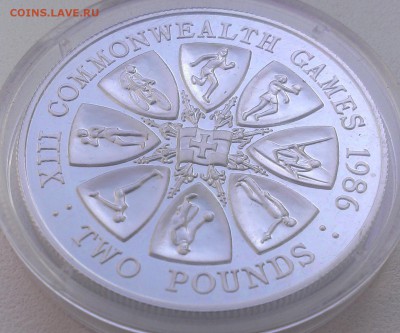 COINS.LAVE.RU
XIII COMMONWEALTH GAMES 1986
TWO POUNDS